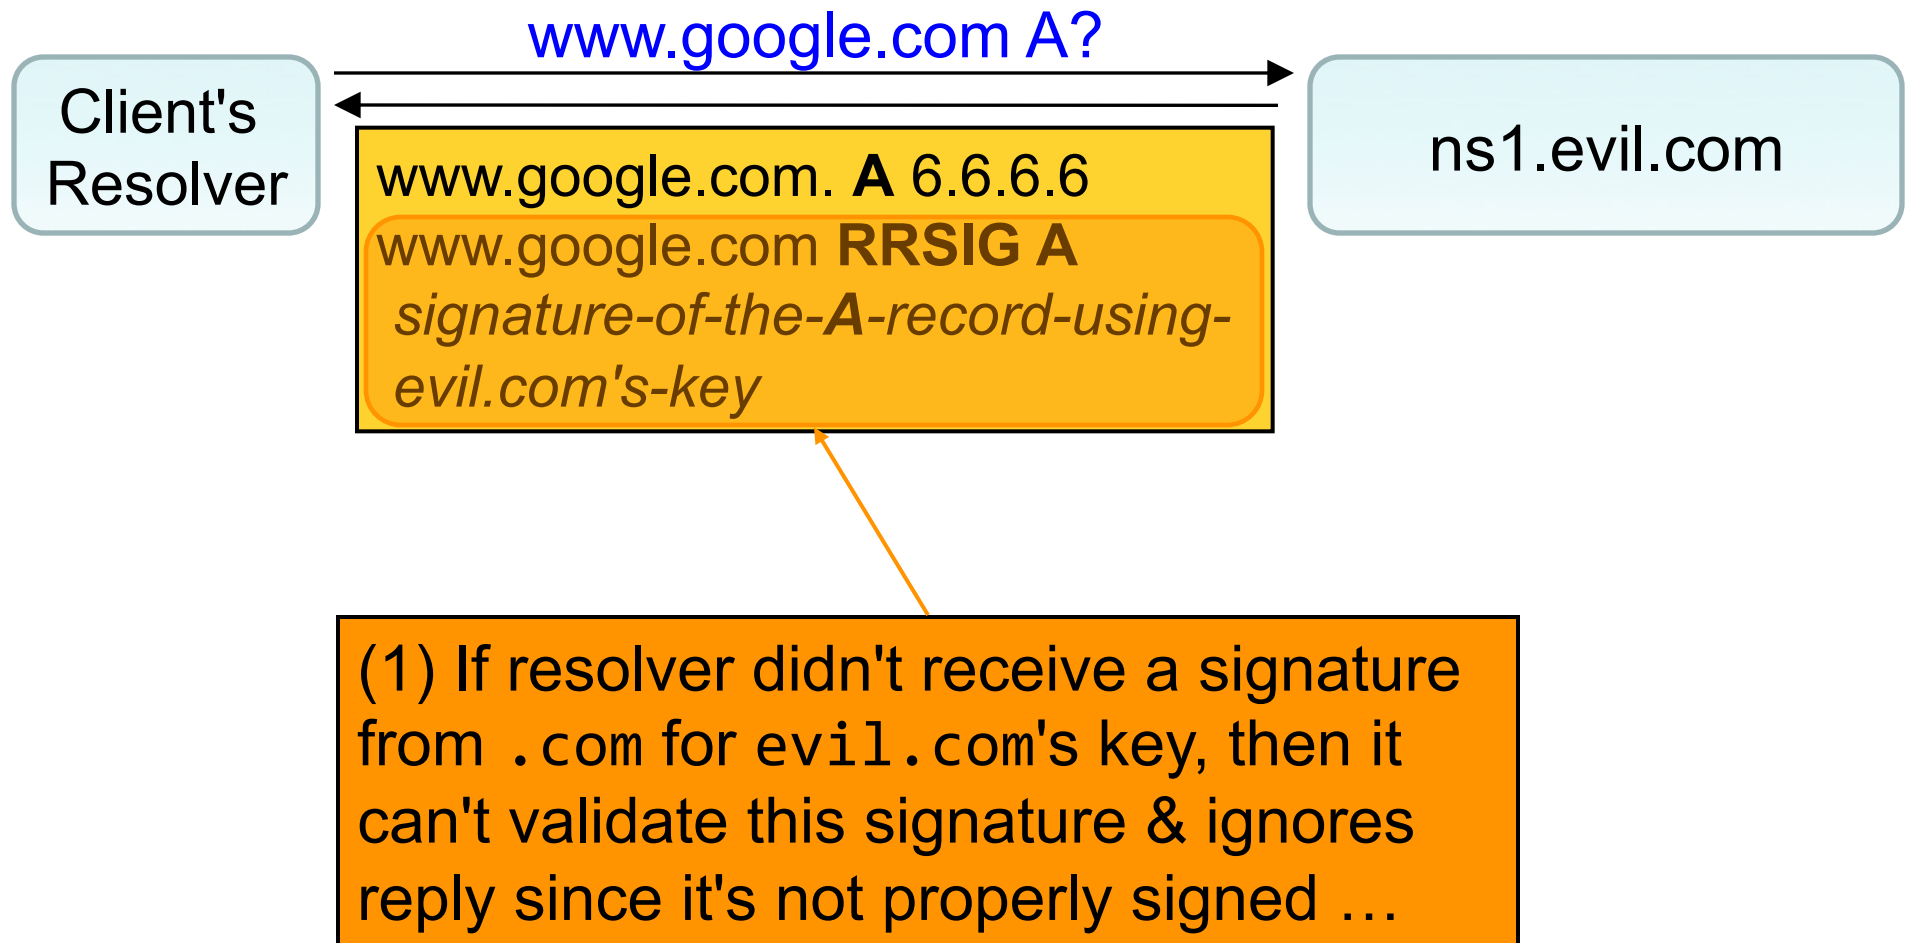 www.google.com A?
Client's
Resolver
ns1.evil.com
www.google.com. A 6.6.6.6
www.google.com RRSIG A
signature-of-the-A-record-using-
evil.com's-key
(1) If resolver didn't receive a signature
from .com for evil.com's key, then it
can't validate this signature & ignores
reply since it's not properly signed …